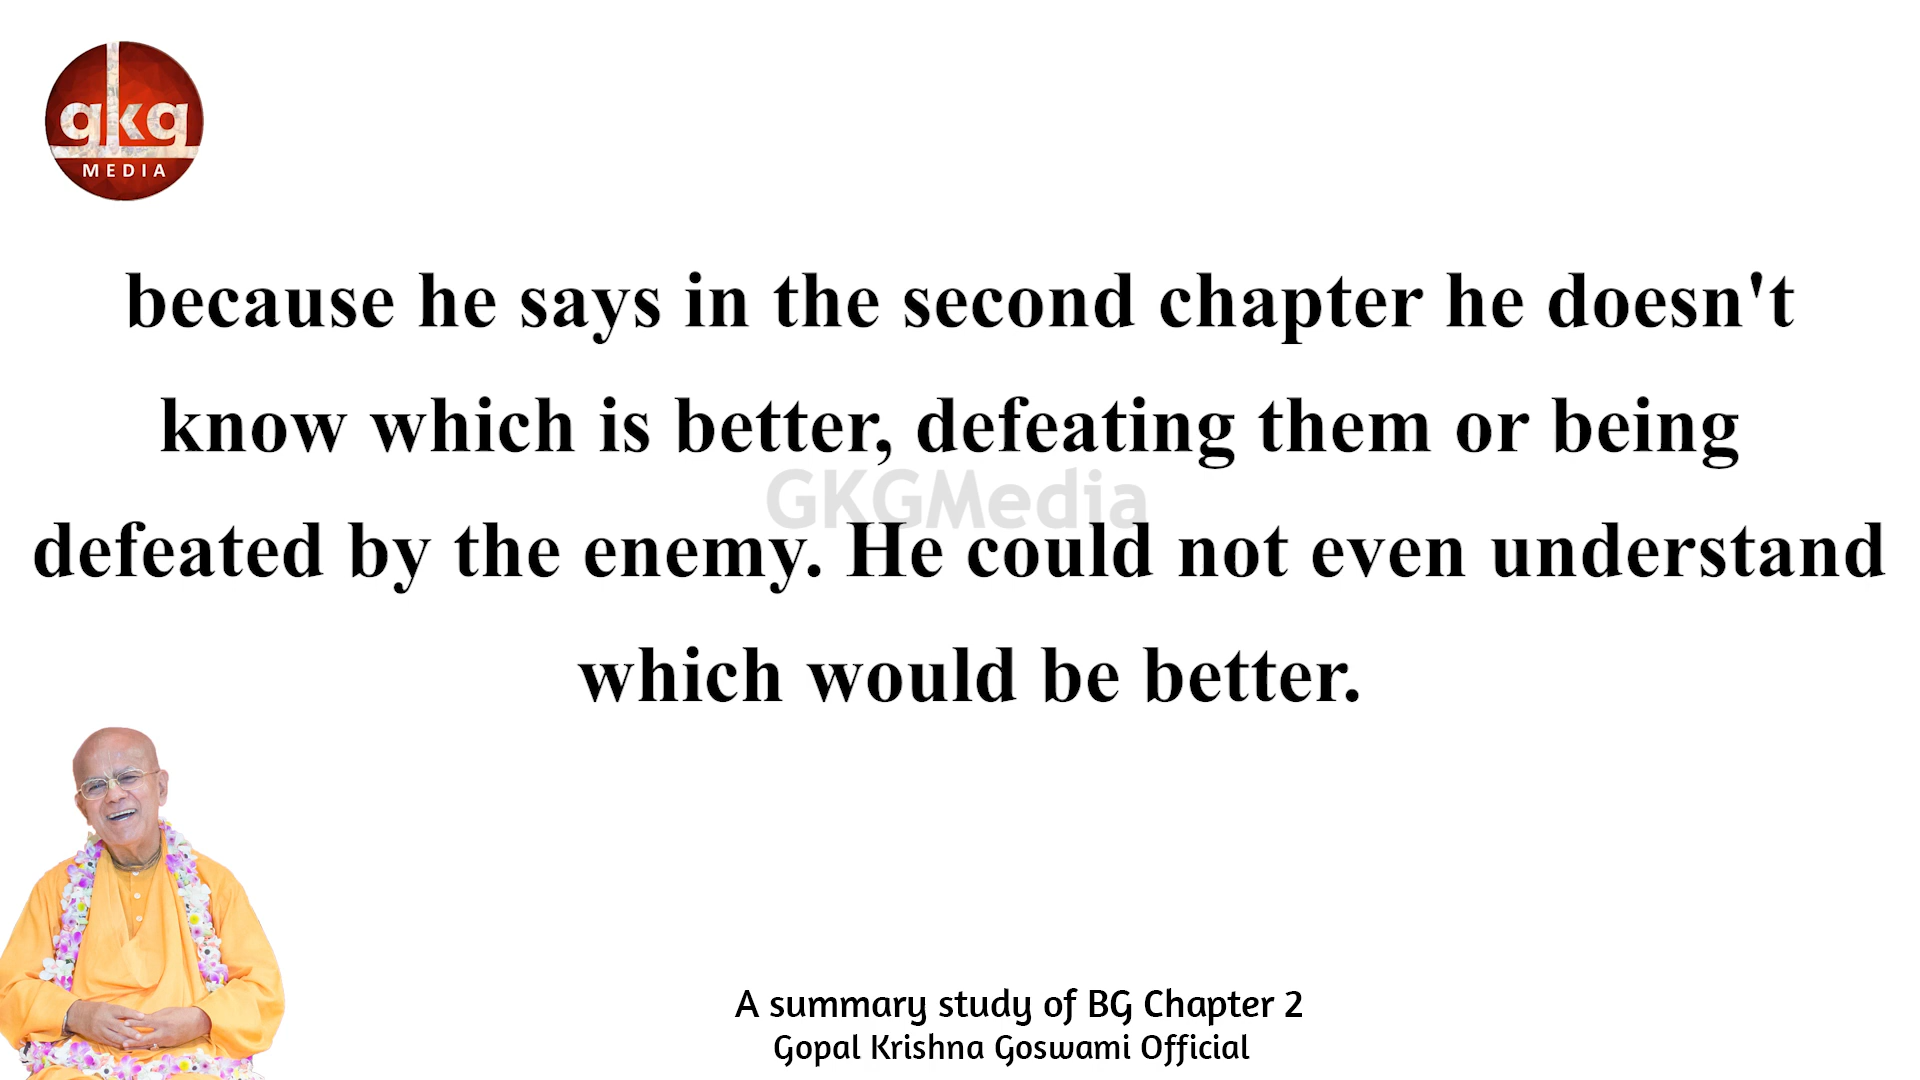 gkg
MEDIA
because he says in the second chapter he doesn't
know which is better, defeating them or being
GKGMedia
defeated by the enemy. He could not even understand
which would be better.
A summary study of BG Chapter 2
Gopal Krishna Goswami Official